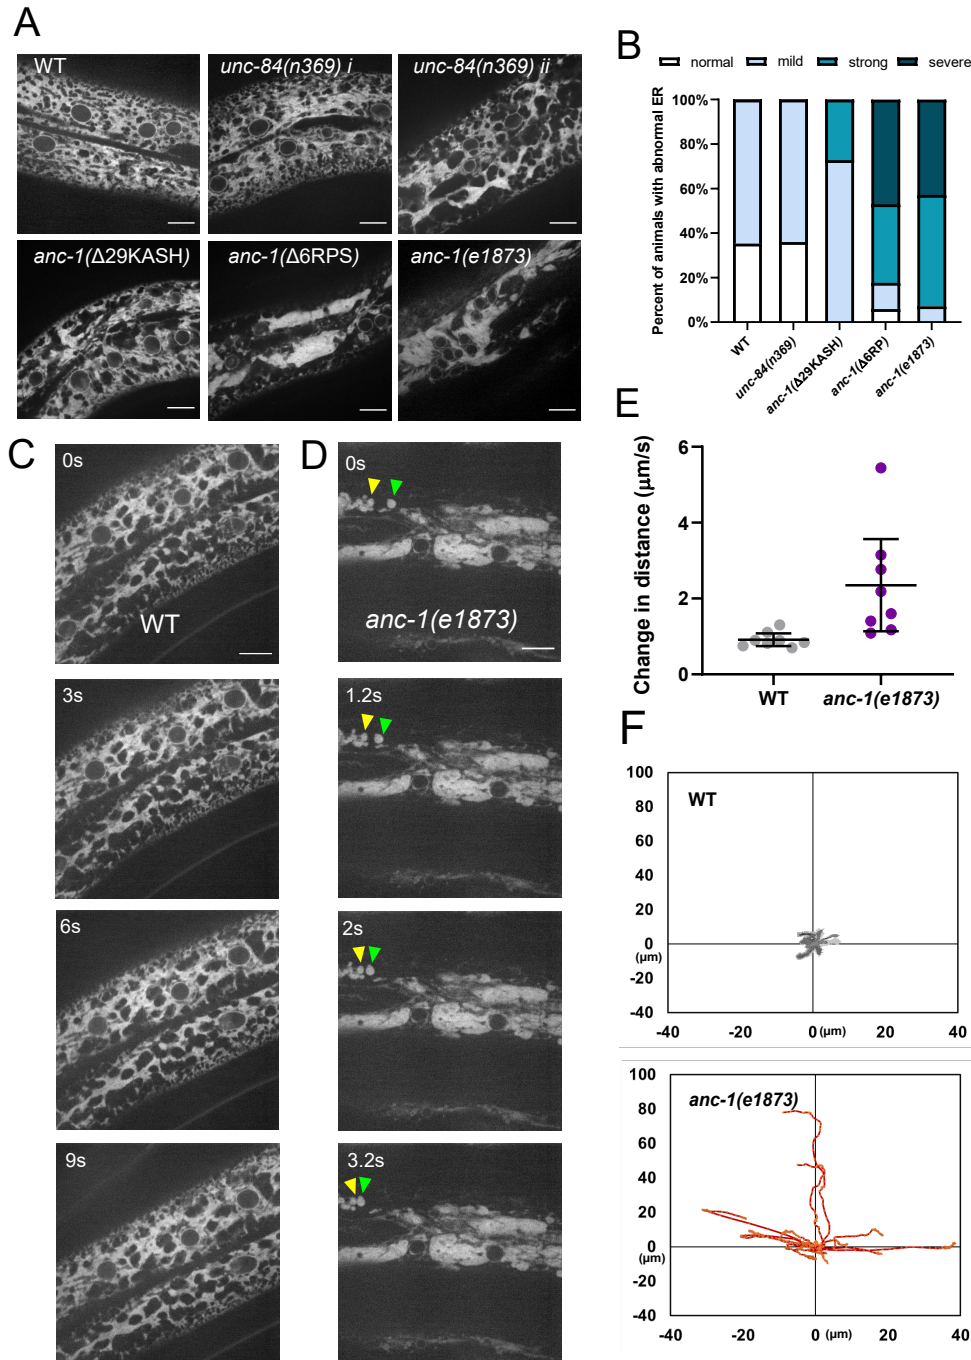 A
WT
unc-84(n369) i
unc-84(n369) ii
anc-1(Δ29KASH)
anc-1(Δ6RPS)
anc-1(e1873)
B
normal mild strong severe
Percent of animals with abnormal ER
100%
80%
60%
40%
20%
0%
WT
unc-84(n369)
anc-1(Δ29KASH)
anc-1(Δ6RP)
anc-1(e1873)
C
0s
WT
3s
6s
9s
D
0s
anc-1(e1873)
1.2s
2s
3.2s
E
Change in distance (μm/s)
6
4
2
0
WT anc-1(e1873)
F
WT
100
80
60
40
20
0
(μm)
-20
-40
-40 -20 0 (μm) 20 40
anc-1(e1873)
100
80
60
40
20
0
(μm)
-20
-40
-40 -20 0 (μm) 20 40